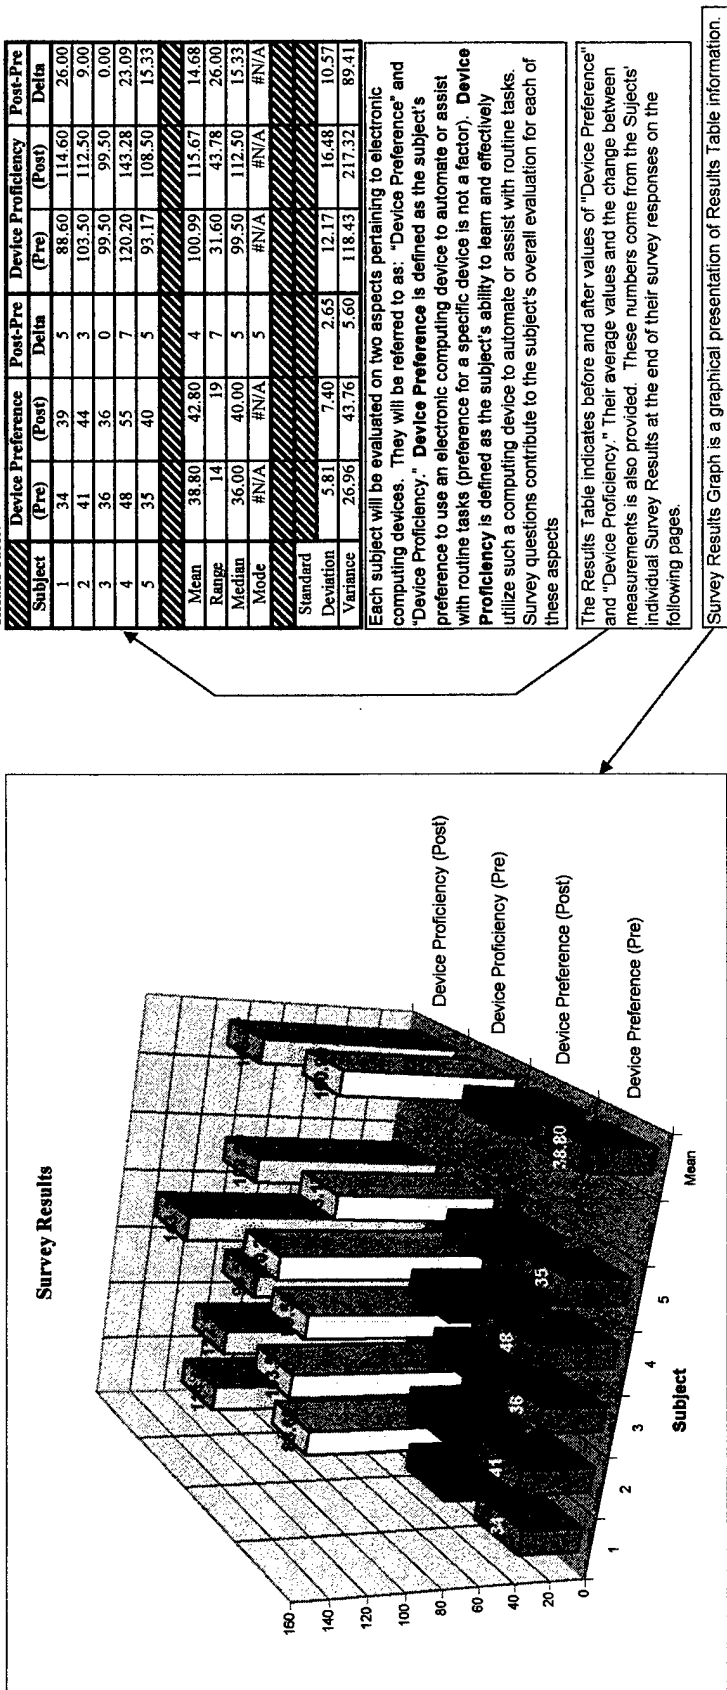 Device Preference Post-Pre Device Proficiency Post-Pre
Subject (Pre) (Post) Delta (Pre) (Post) Delta
1 34 39 5 88.60 114.60 26.00
2 41 44 3 103.50 112.50 9.00
3 36 36 0 99.50 99.50 0.00
4 48 55 7 120.20 143.28 23.09
5 35 40 5 93.17 108.50 15.33
Mean 38.80 42.80 4 100.99 115.67 14.68
Range 14 19 7 31.60 43.78 26.00
Median 36.00 40.00 5 99.50 112.50 15.33
Mode #N/A #N/A 5 #N/A #N/A #N/A
Standard
Deviation 5.81 7.40 2.65 12.17 16.48 10.57
Variance 26.96 43.76 5.60 118.43 217.32 89.41
Each subject will be evaluated on two aspects pertaining to electronic
computing devices. They will be referred to as: "Device Preference" and
"Device Proficiency." Device Preference is defined as the subject's
preference to use an electronic computing device to automate or assist
with routine tasks (preference for a specific device is not a factor). Device
Proficiency is defined as the subject's ability to learn and effectively
utilize such a computing device to automate or assist with routine tasks.
Survey questions contribute to the subject's overall evaluation for each of
these aspects
The Results Table indicates before and after values of "Device Preference"
and "Device Proficiency." Their average values and the change between
measurements is also provided. These numbers come from the Sujects'
individual Survey Results at the end of their survey responses on the
following pages.
Survey Results Graph is a graphical presentation of Results Table information.
Survey Results
160
140
120
100
80
60
40
20
0
34
41
36
48
35
38.80
1
2
3
4
5
Mean
Subject
Device Proficiency (Post)
Device Proficiency (Pre)
Device Preference (Post)
Device Preference (Pre)